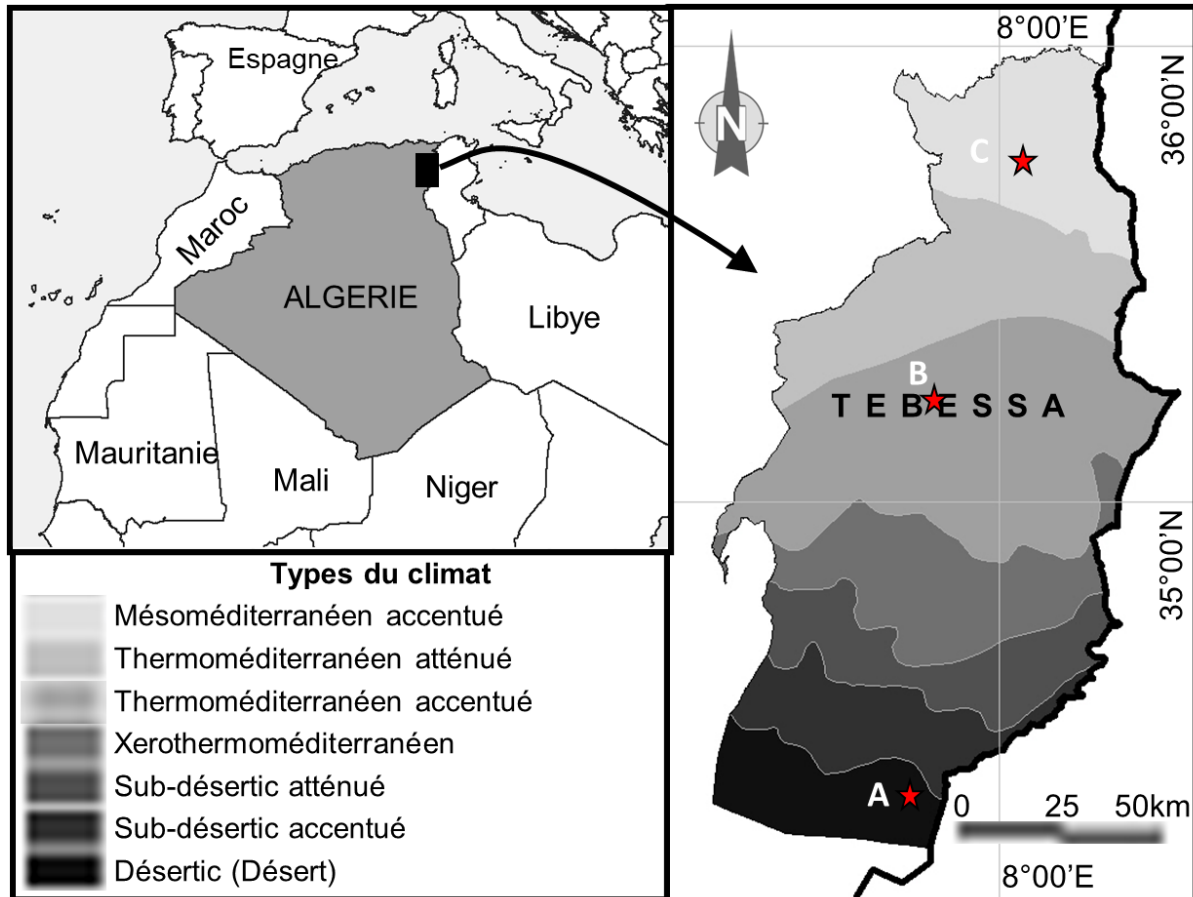 Espagne
Maroc
ALGERIE
Libye
Mauritanie
Mali
Niger
Types du climat
Mésoméditerranéen accentué
Thermoméditerranéen atténué
Thermoméditerranéen accentué
Xerothermoméditerranéen
Sub-désertic atténué
Sub-désertic accentué
Désertic (Désert)
8°00’E
N
36°00’N
C
B
TEBESSA
35°00’N
A
0 25 50km
8°00’E